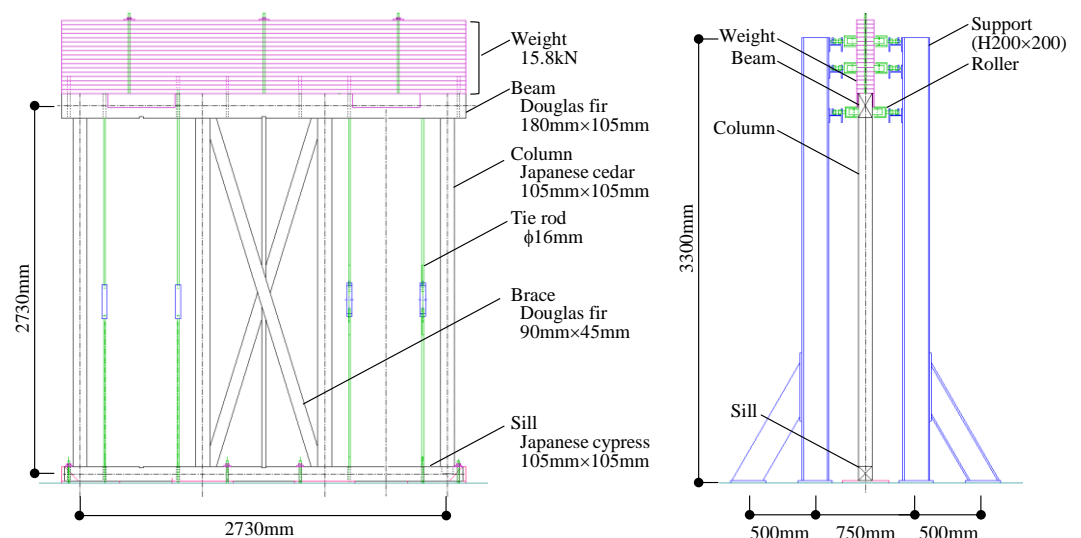 Weight
15.8kN
Beam
Douglas fir
180mm×105mm
Column
Japanese cedar
105mm×105mm
Tie rod
ϕ16mm
Brace
Douglas fir
90mm×45mm
Sill
Japanese cypress
105mm×105mm
2730mm
2730mm
Weight
Beam
Column
Sill
Support
(H200×200)
Roller
3300mm
500mm 750mm 500mm